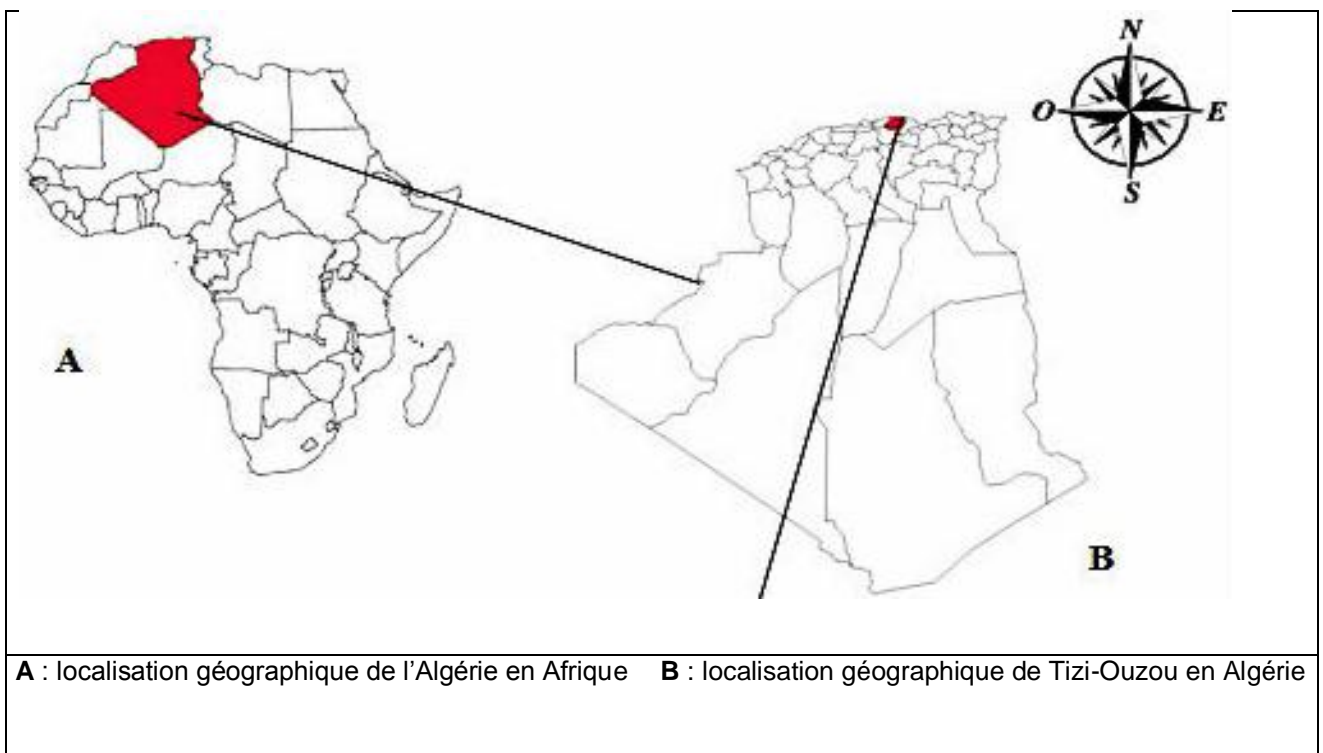 N
O E
S
A
B
A : localisation géographique de l’Algérie en Afrique B : localisation géographique de Tizi-Ouzou en Algérie